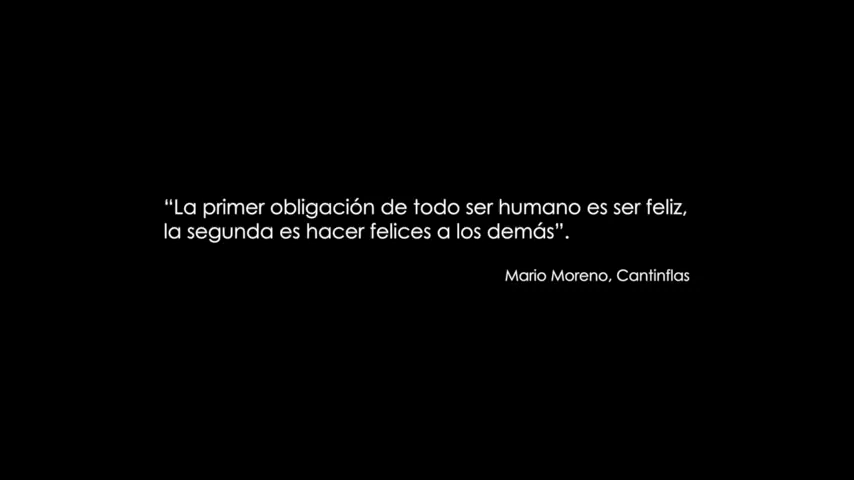 “La primer obligación de todo ser humano es ser feliz,
la segunda es hacer felices a los demás”.
Mario Moreno, Cantinflas